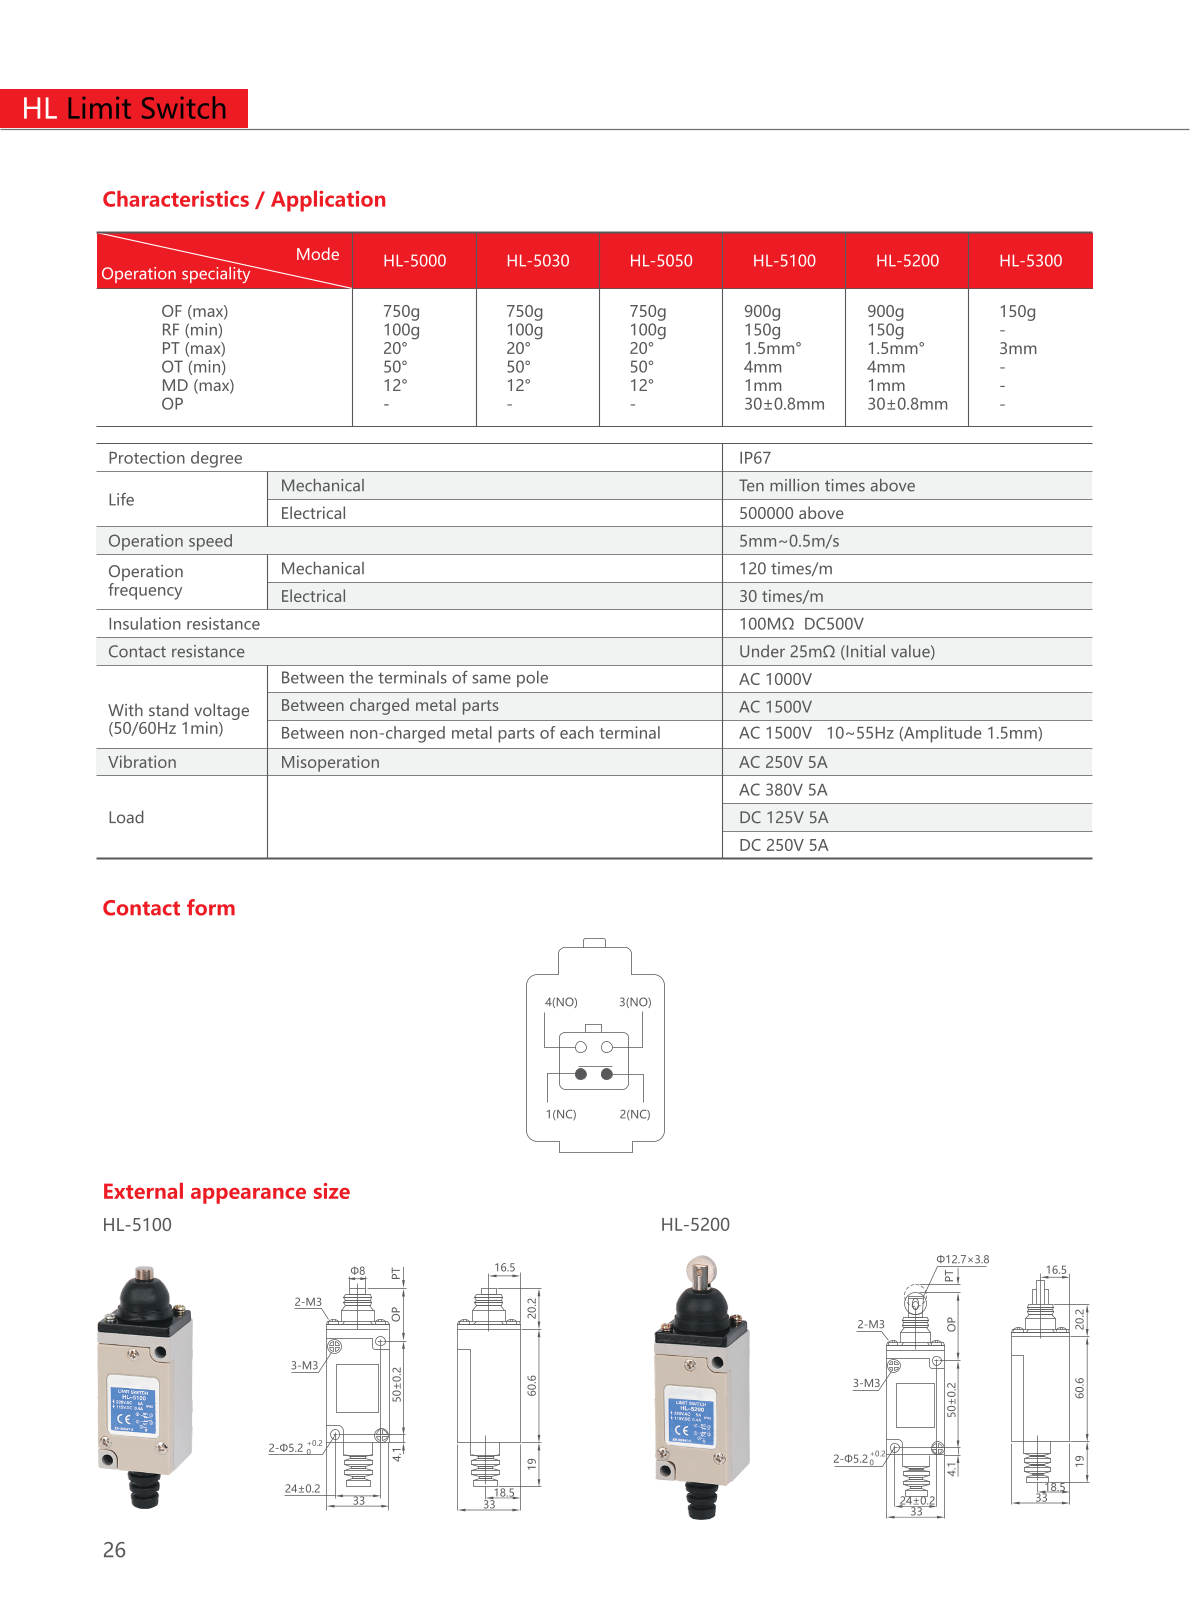 HL Limit Switch
Characteristics / Application
Mode
Operation speciality
HL-5000 HL-5030 HL-5050 HL-5100 HL-5200 HL-5300
OF (max) 750g 750g 750g 900g 900g 150g
RF (min) 100g 100g 100g 150g 150g -
PT (max) 20° 20° 20° 1.5mm° 1.5mm° 3mm
OT (min) 50° 50° 50° 4mm 4mm -
MD (max) 12° 12° 12° 1mm 1mm -
OP - - - 30±0.8mm 30±0.8mm -
Protection degree IP67
Life
Mechanical Ten million times above
Electrical 500000 above
Operation speed 5mm~0.5m/s
Operation
frequency
Mechanical 120 times/m
Electrical 30 times/m
Insulation resistance 100MΩ DC500V
Contact resistance Under 25mΩ (Initial value)
With stand voltage
(50/60Hz 1min)
Between the terminals of same pole AC 1000V
Between charged metal parts AC 1500V
Between non-charged metal parts of each terminal AC 1500V 10~55Hz (Amplitude 1.5mm)
Vibration Misoperation AC 250V 5A
Load
AC 380V 5A
DC 125V 5A
DC 250V 5A
Contact form
4(NO) 3(NO)
1(NC) 2(NC)
External appearance size
HL-5100
LIMIT SWITCH
HL-5100
CE
Φ8
PT
2-M3
OP
3-M3
50±0.2
2-Φ5.2 +0.2 0
4.1
24±0.2
33
16.5
20.2
60.6
19
18.5
33
HL-5200
LIMIT SWITCH
HL-5200
CE
Φ12.7×3.8
PT
2-M3
OP
3-M3
50±0.2
2-Φ5.2 +0.2 0
4.1
24±0.2
33
16.5
20.2
60.6
19
18.5
33
26